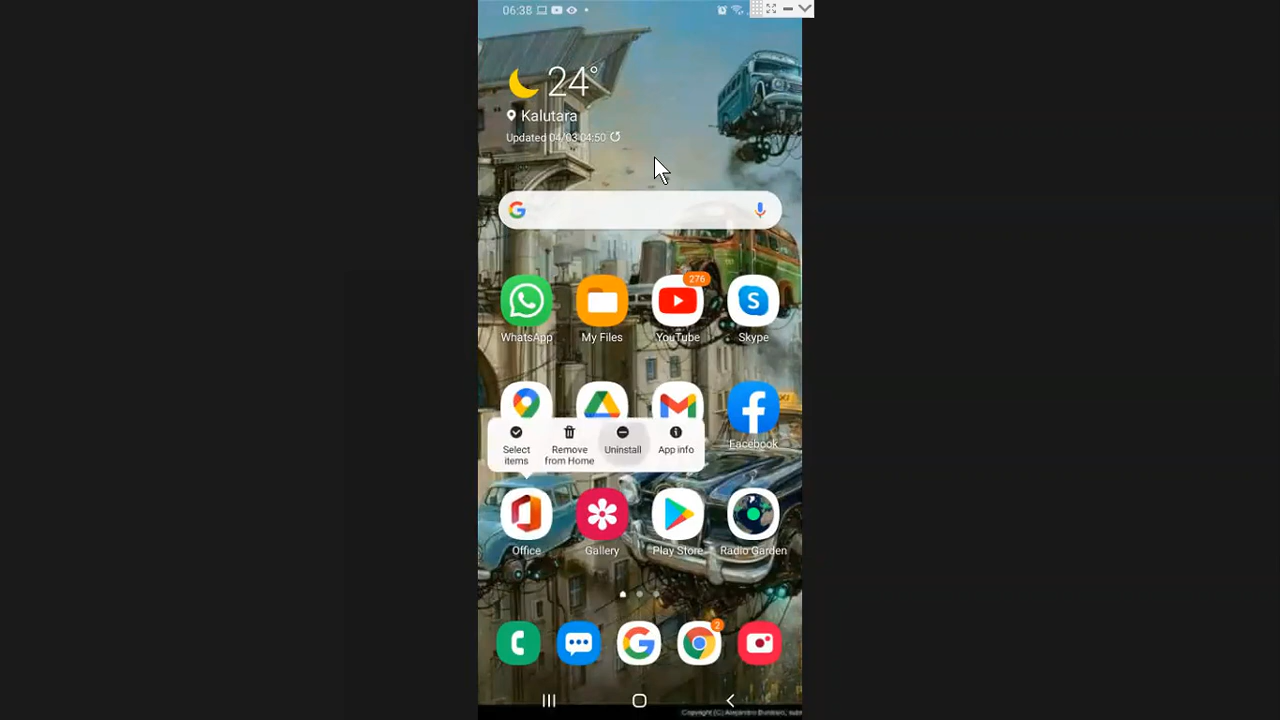 06:38
24°
Kalutara
Updated 04/03 04:50
276
WhatsApp
My Files
YouTube
Skype
Facebook
Select items
Remove from Home
Uninstall
App info
Office
Gallery
Play Store
Radio Garden
2